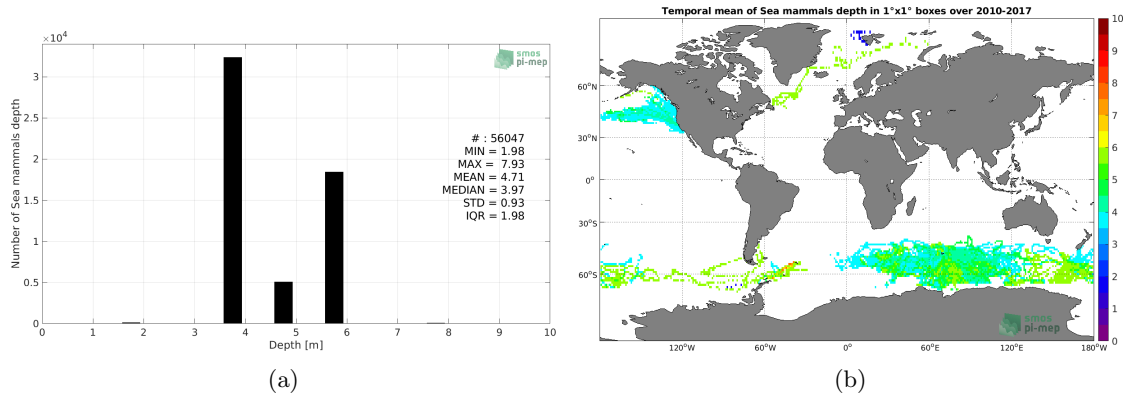 ×10⁴
3
2.5
2
1.5
1
0.5
0
0 1 2 3 4 5 6 7 8 9 10
Number of Sea mammals depth
Depth [m]
smos
pi-mep
# : 56047
MIN = 1.98
MAX = 7.93
MEAN = 4.71
MEDIAN = 3.97
STD = 0.93
IQR = 1.98
(a)
Temporal mean of Sea mammals depth in 1°x1° boxes over 2010-2017
60°N
30°N
0°
30°S
60°S
120°W 60°W 0° 60°E 120°E 180°W
smos
pi-mep
10
9
8
7
6
5
4
3
2
1
0
(b)